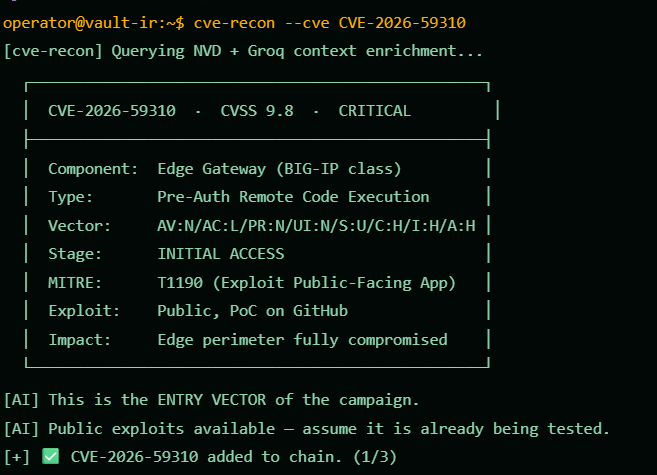 operator@vault-ir:~$ cve-recon --cve CVE-2026-59310
[cve-recon] Querying NVD + Groq context enrichment...
CVE-2026-59310 · CVSS 9.8 · CRITICAL
Component: Edge Gateway (BIG-IP class)
Type: Pre-Auth Remote Code Execution
Vector: AV:N/AC:L/PR:N/UI:N/S:U/C:H/I:H/A:H
Stage: INITIAL ACCESS
MITRE: T1190 (Exploit Public-Facing App)
Exploit: Public, PoC on GitHub
Impact: Edge perimeter fully compromised
[AI] This is the ENTRY VECTOR of the campaign.
[AI] Public exploits available — assume it is already being tested.
[+] ✅ CVE-2026-59310 added to chain. (1/3)